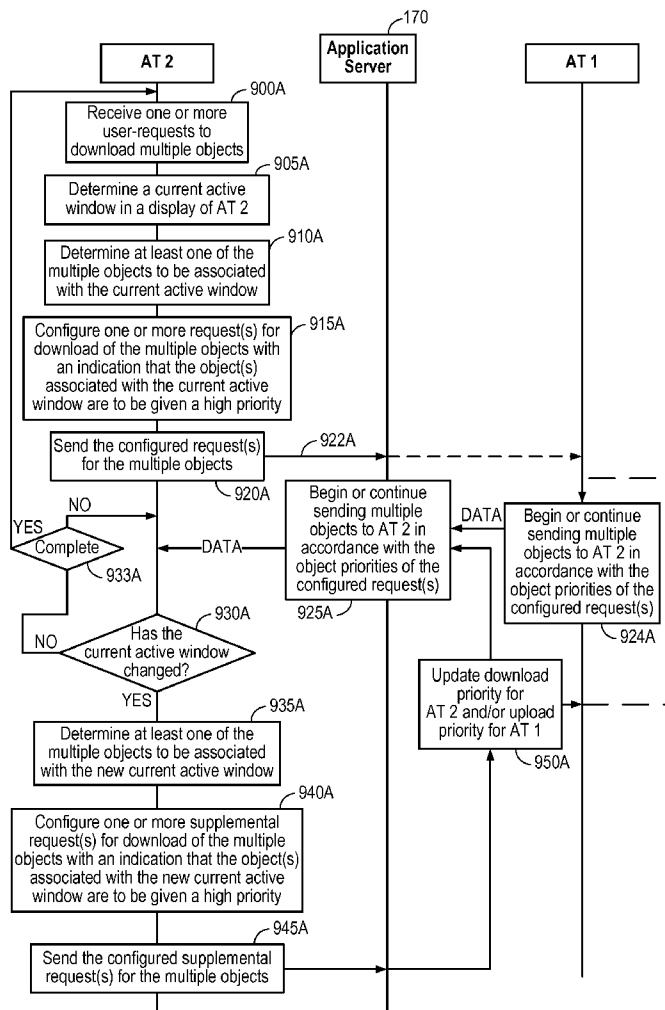 170
AT 2
Application
Server
AT 1
900A
Receive one or more
user-requests to
download multiple objects
905A
Determine a current active
window in a display of AT 2
910A
Determine at least one of the
multiple objects to be associated
with the current active window
915A
Configure one or more request(s) for
download of the multiple objects with
an indication that the object(s)
associated with the current active
window are to be given a high priority
Send the configured request(s)
for the multiple objects
922A
920A
NO
YES
Complete
933A
DATA
Begin or continue
sending multiple
objects to AT 2 in
accordance with the
object priorities of the
configured request(s)
925A
DATA
Begin or continue
sending multiple
objects to AT 2 in
accordance with the
object priorities of the
configured request(s)
924A
930A
Has the
current active window
changed?
NO
YES
Update download
priority for
AT 2 and/or upload
priority for AT 1
950A
935A
Determine at least one of the
multiple objects to be associated
with the new current active window
940A
Configure one or more supplemental
request(s) for download of the multiple
objects with an indication that the object(s)
associated with the new current active
window are to be given a high priority
945A
Send the configured supplemental
request(s) for the multiple objects